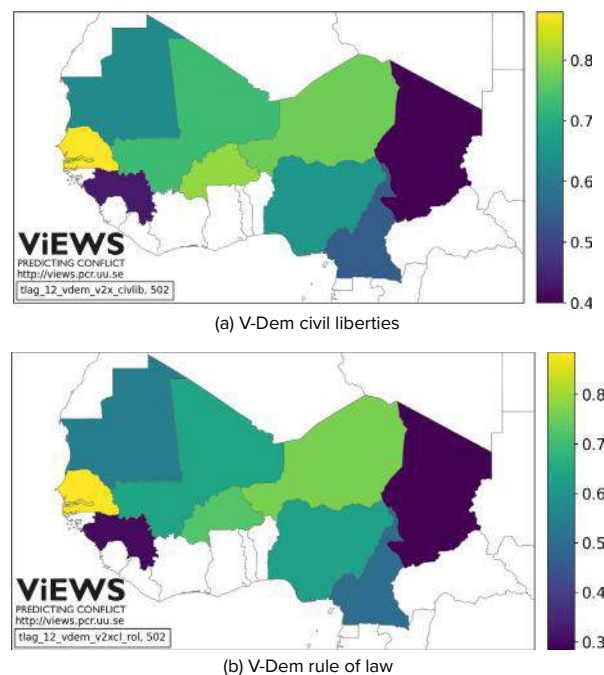 0.8
0.7
0.6
0.5
0.4
ViEWS
PREDICTING CONFLICT
http://views.pcr.uu.se
tlag_12_vdem_v2x_civlib, 502
(a) V-Dem civil liberties
0.8
0.7
0.6
0.5
0.4
0.3
ViEWS
PREDICTING CONFLICT
http://views.pcr.uu.se
tlag_12_vdem_v2xcl_rol, 502
(b) V-Dem rule of law